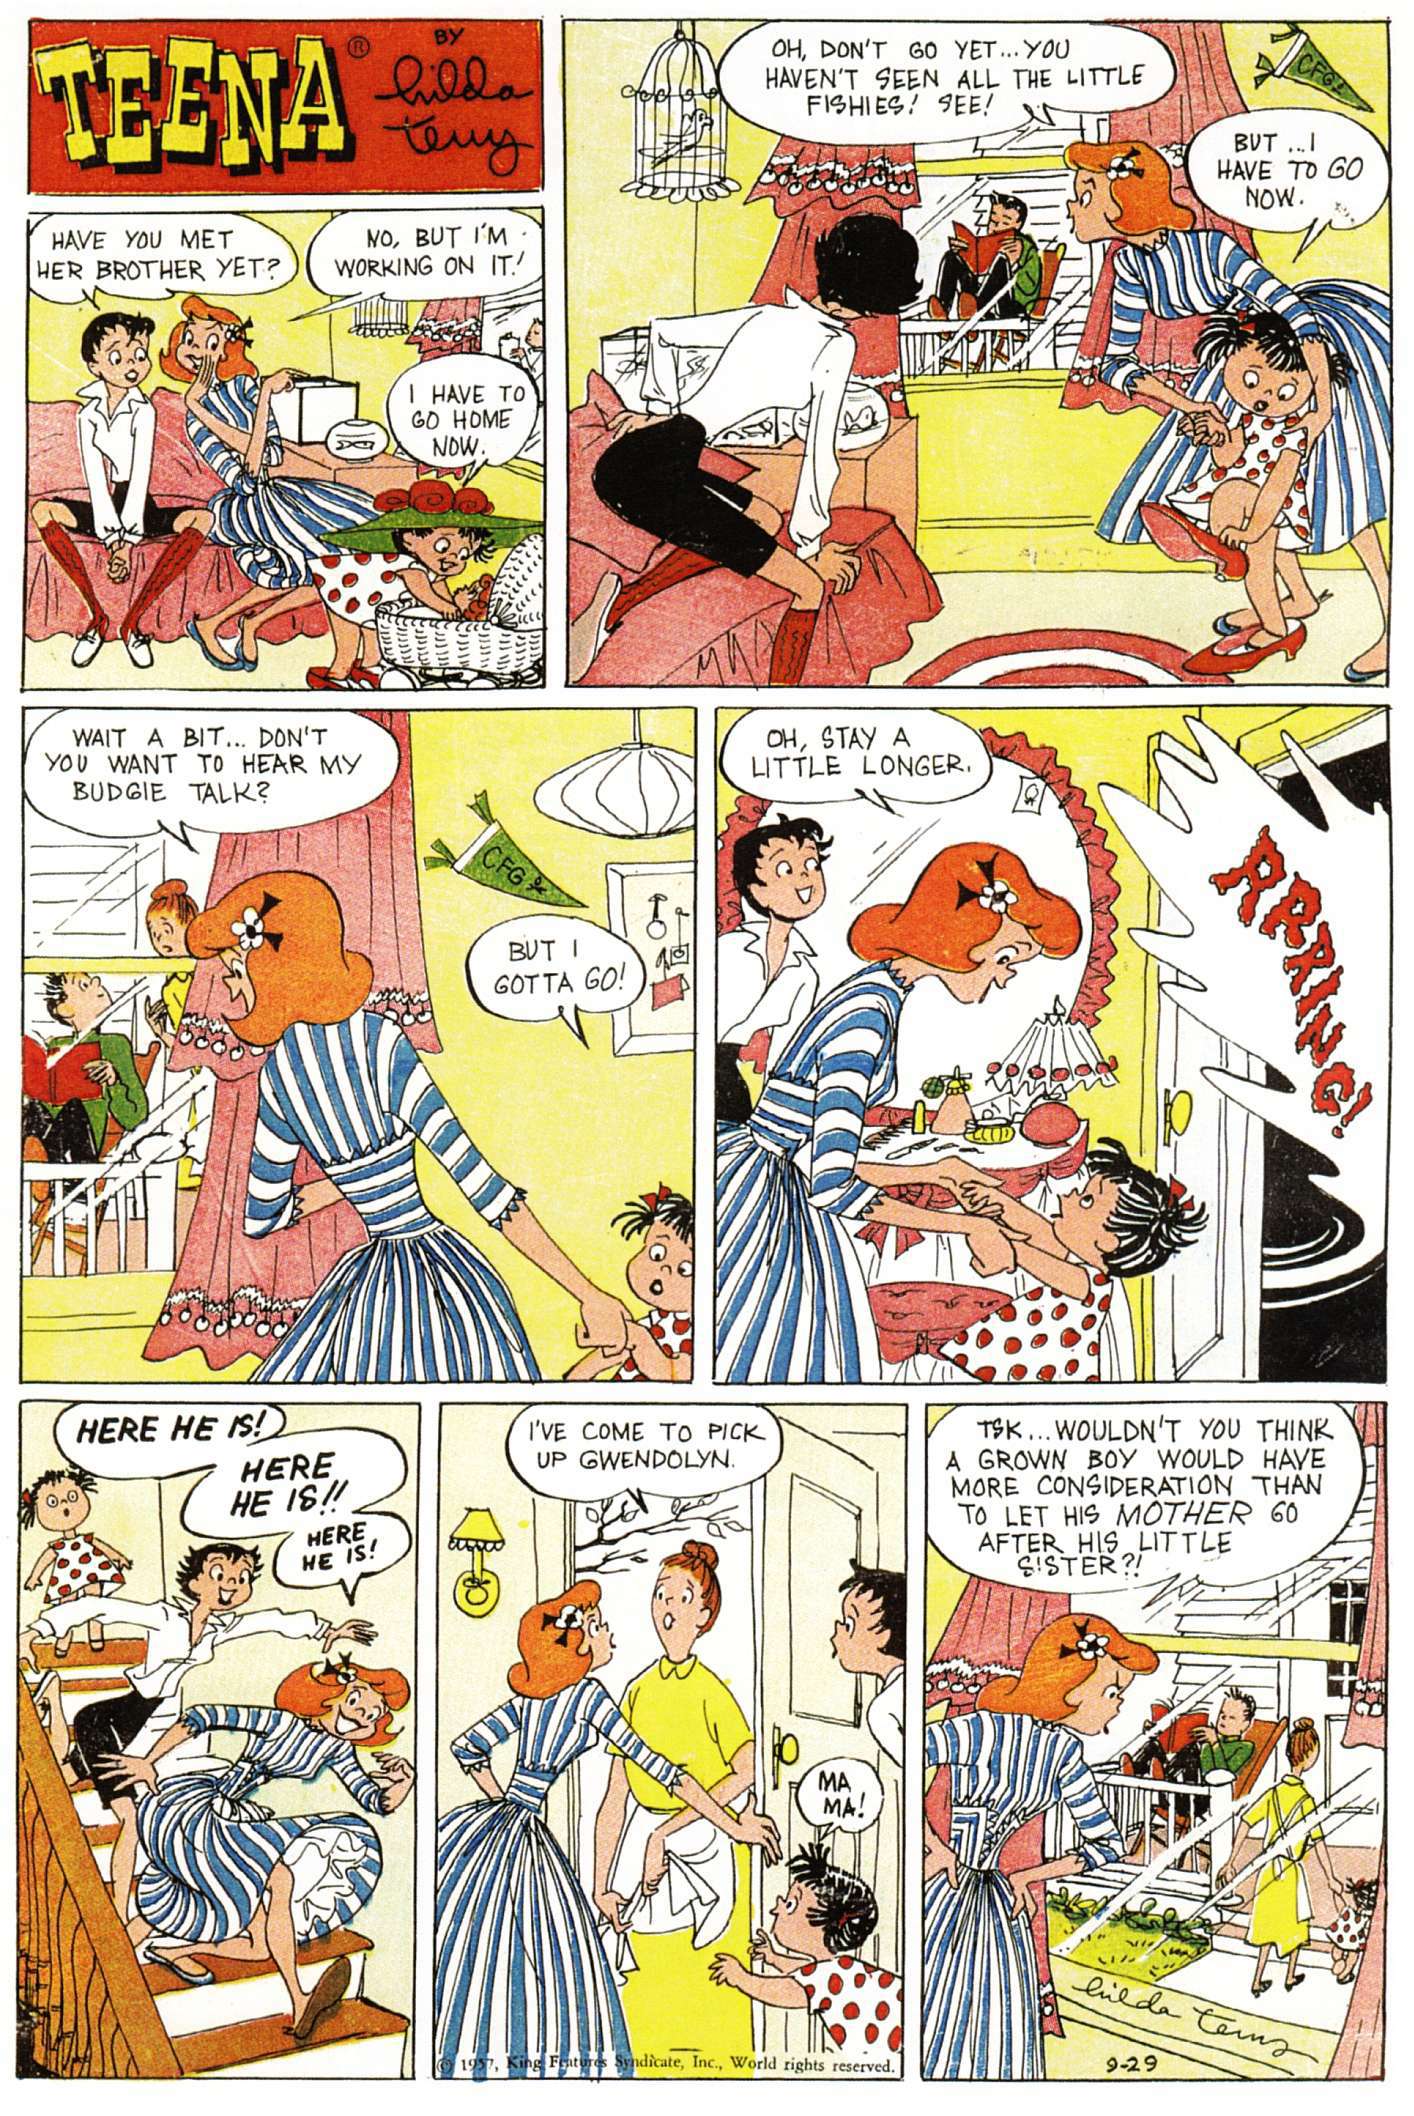 TEENA ®
BY
hilda
terry
HAVE YOU MET
HER BROTHER YET?
NO, BUT I'M
WORKING ON IT!
I HAVE TO
GO HOME
NOW.
OH, DON'T GO YET...YOU
HAVEN'T SEEN ALL THE LITTLE
FISHIES! SEE!
CFG
BUT...I
HAVE TO GO
NOW.
WAIT A BIT... DON'T
YOU WANT TO HEAR MY
BUDGIE TALK?
CFG
BUT I
GOTTA GO!
OH, STAY A
LITTLE LONGER.
RRRING!
HERE HE IS!
HERE
HE IS!!
HERE
HE IS!
I'VE COME TO PICK
UP GWENDOLYN.
MA
MA!
© 1957, King Features Syndicate, Inc., World rights reserved.
TSK...WOULDN'T YOU THINK
A GROWN BOY WOULD HAVE
MORE CONSIDERATION THAN
TO LET HIS MOTHER GO
AFTER HIS LITTLE
SISTER?!
hilda terry
9-29